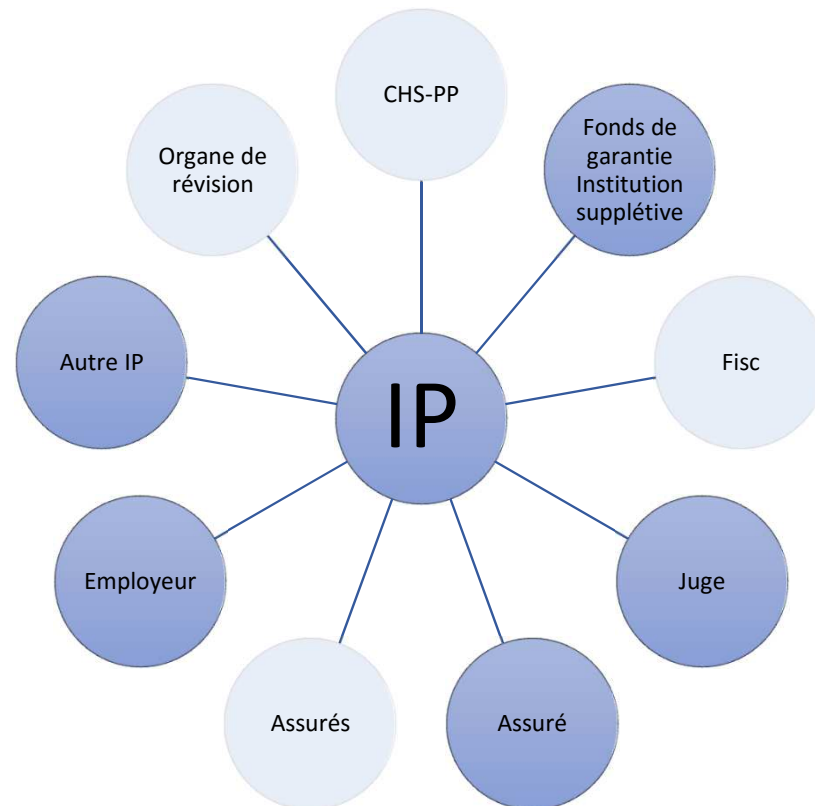 CHS-PP
Fonds de
garantie
Institution
supplétive
Organe de
révision
Fisc
Autre IP
IP
Employeur
Juge
Assurés
Assuré